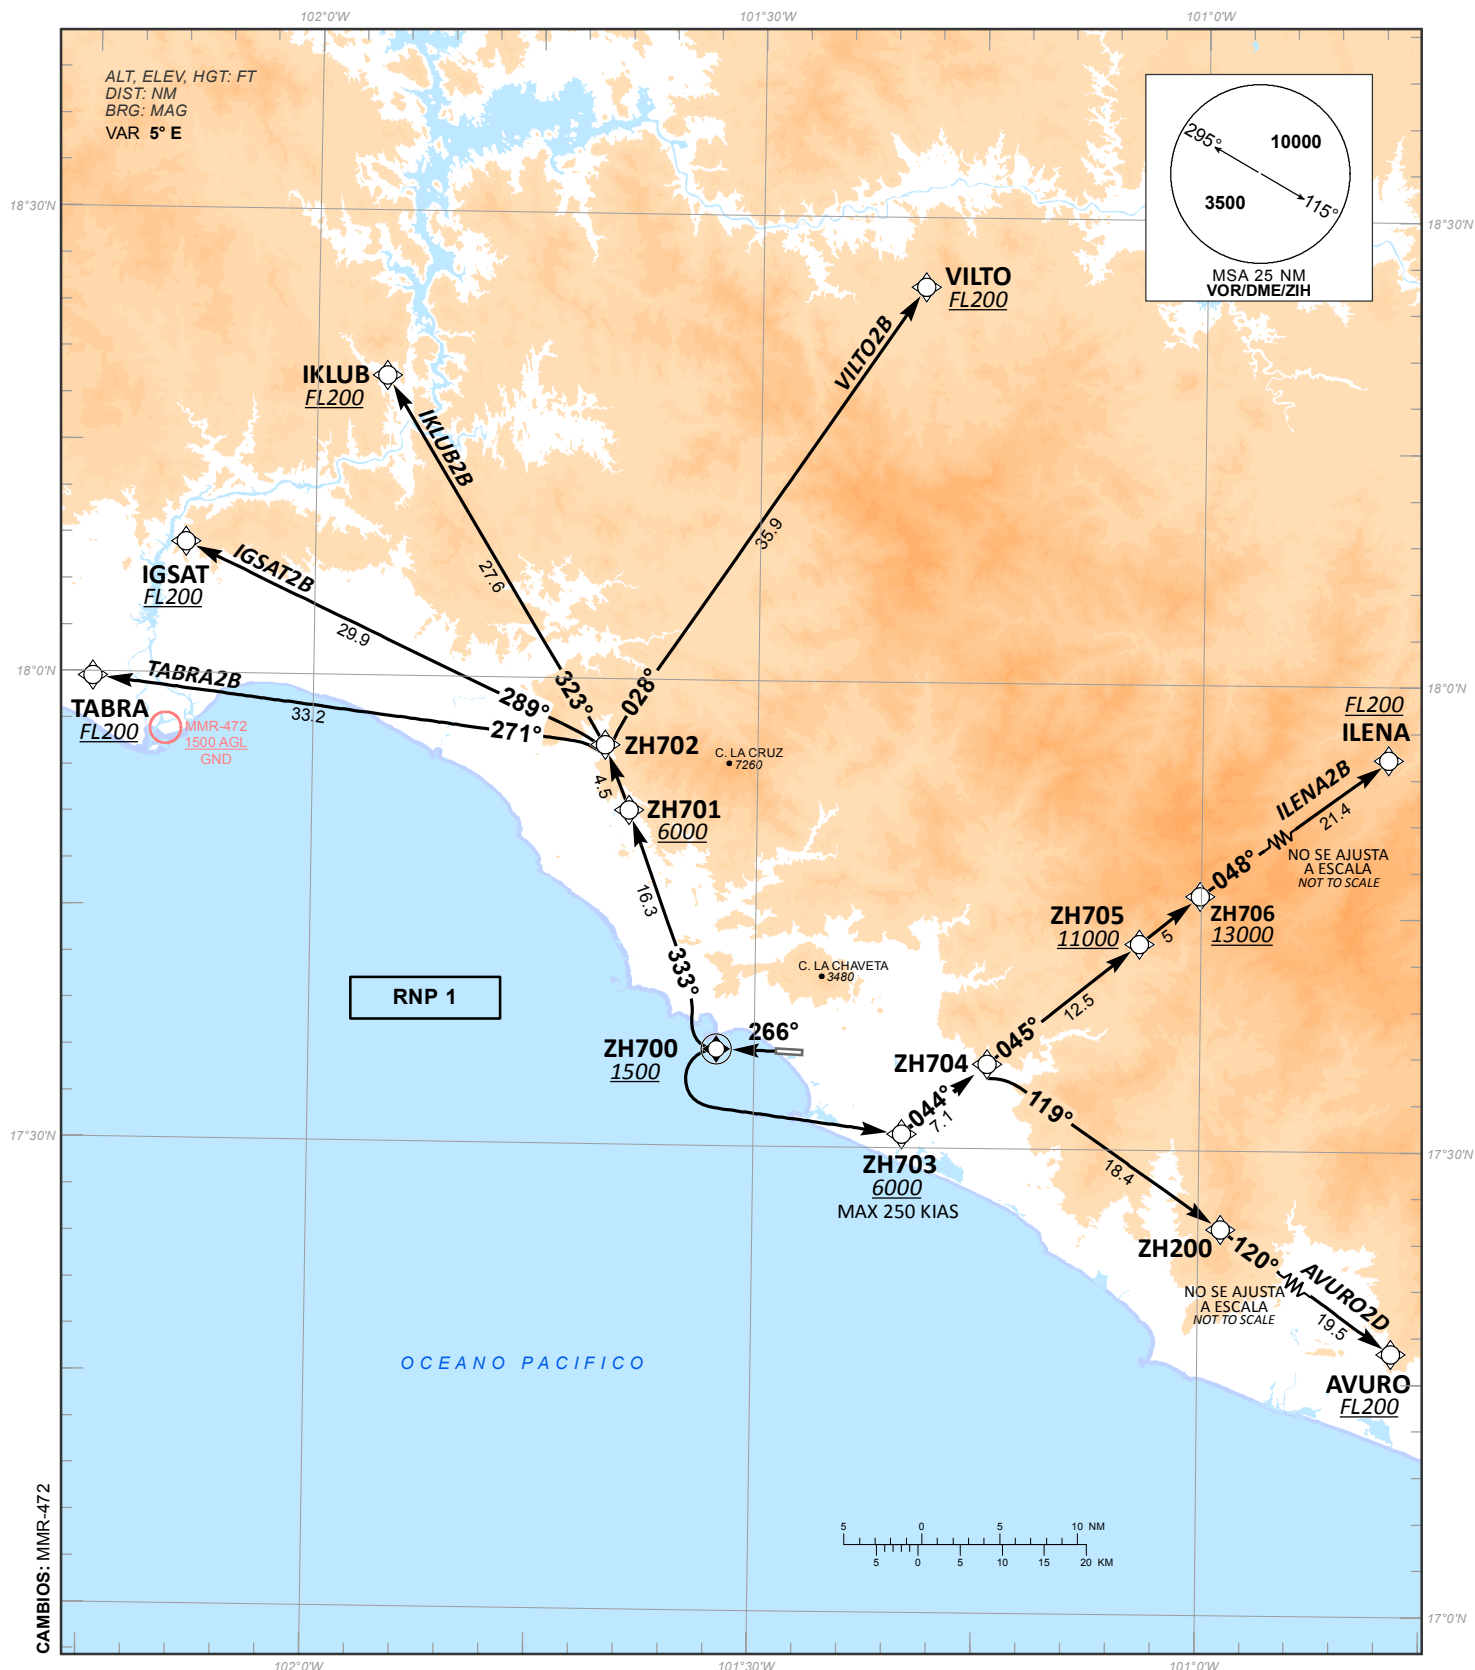 102°0'W
101°30'W
101°0'W
ALT, ELEV, HGT: FT
DIST: NM
BRG: MAG
VAR 5° E
295°
10000
3500
115°
MSA 25 NM
VOR/DME/ZIH
18°30'N
18°30'N
VILTO
FL200
VILTO2B
IKLUB
FL200
IKLUB2B
35.9
IGSAT
FL200
IGSAT2B
27.6
29.9
18°0'N
18°0'N
TABRA2B
TABRA
FL200
33.2
MMR-472
1500 AGL
GND
289°
271°
323°
028°
ZH702
C. LA CRUZ
7260
FL200
ILENA
4.5
ZH701
6000
ILENA2B
21.4
NO SE AJUSTA
A ESCALA
NOT TO SCALE
048°
16.3
ZH705
11000
5
ZH706
13000
333°
C. LA CHAVETA
3480
RNP 1
12.5
045°
266°
ZH700
1500
ZH704
044°
7.1
119°
17°30'N
17°30'N
ZH703
6000
MAX 250 KIAS
18.4
ZH200
120°
NO SE AJUSTA
A ESCALA
NOT TO SCALE
AVURO2D
19.5
AVURO
FL200
OCEANO PACIFICO
CAMBIOS: MMR-472
5 0 5 10 NM
5 0 5 10 15 20 KM
17°0'N
102°0'W
101°30'W
101°0'W